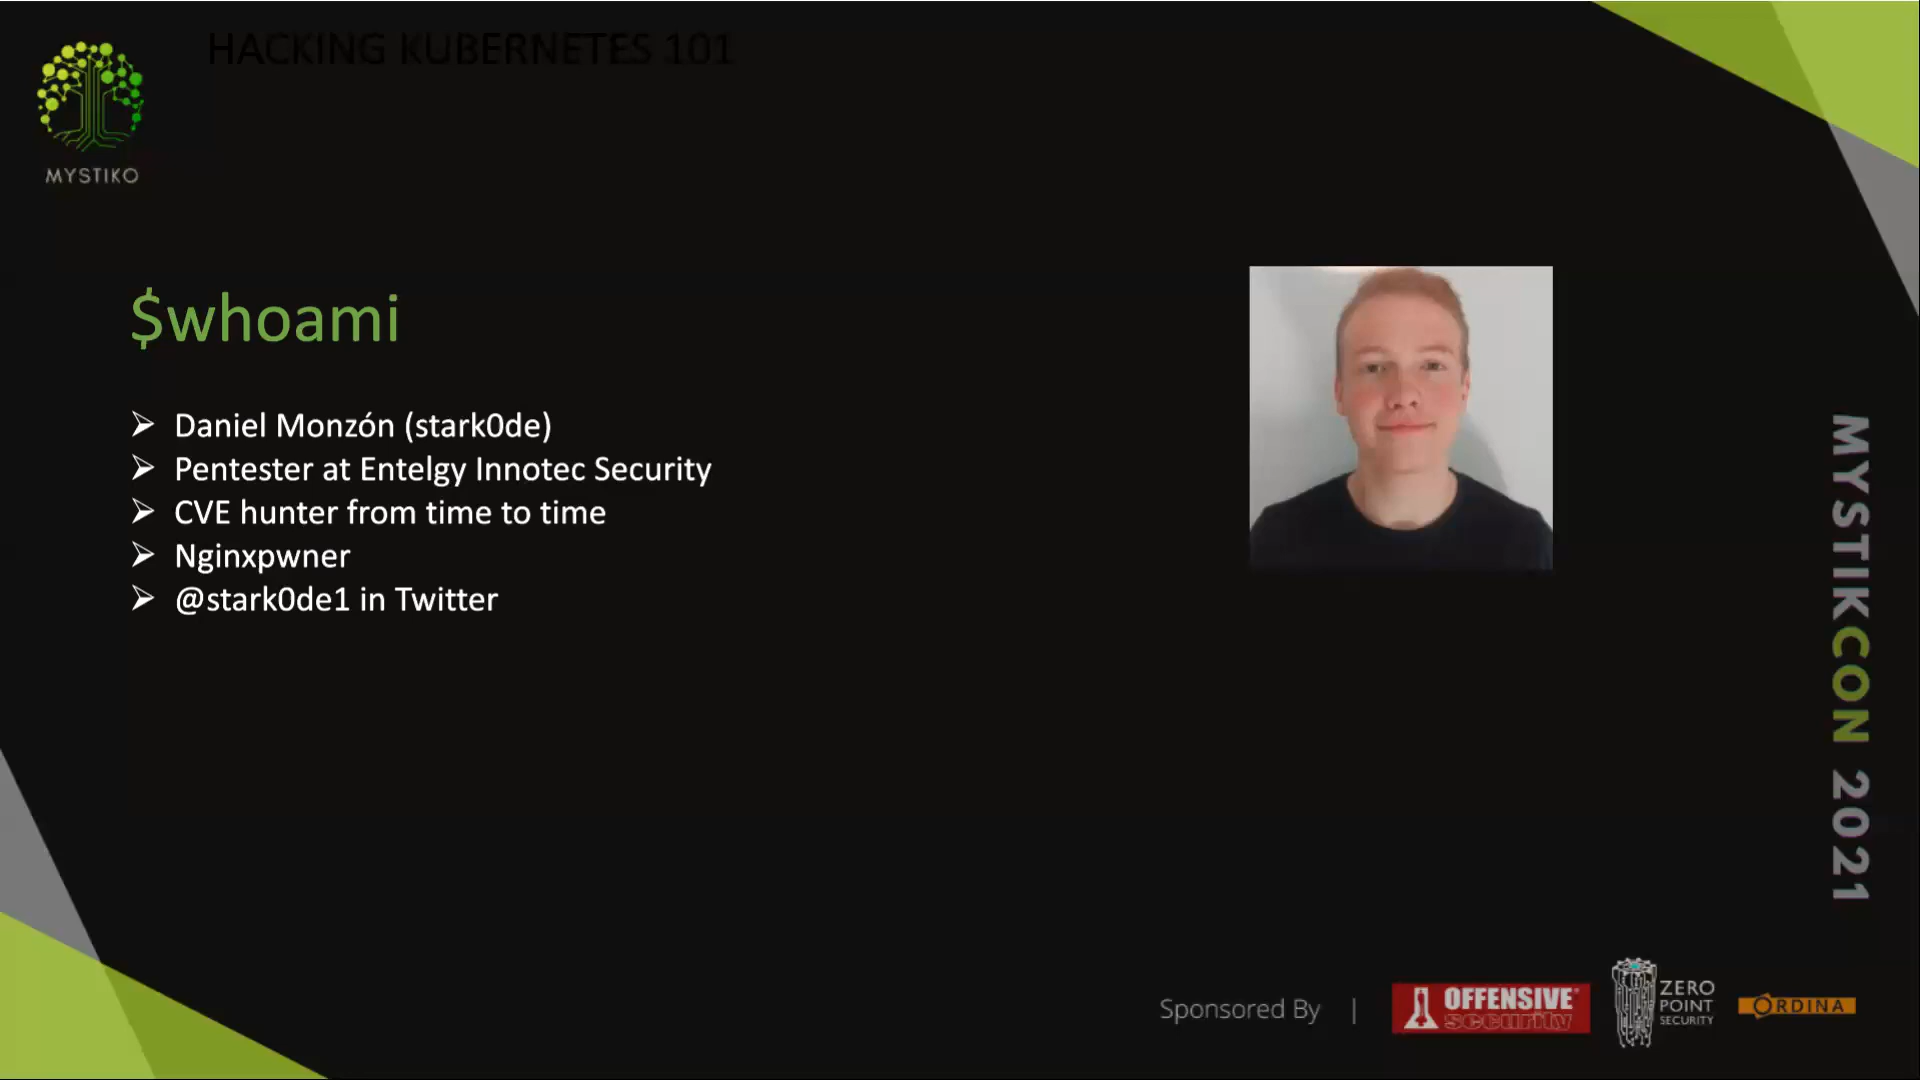 HACKING KUBERNETES 101
MYSTIKO
$whoami
➢ Daniel Monzón (stark0de)
➢ Pentester at Entelgy Innotec Security
➢ CVE hunter from time to time
➢ Nginxpwner
➢ @stark0de1 in Twitter
MYSTIKCON 2021
Sponsored By |
OFFENSIVE
security
ZERO
POINT
SECURITY
ORDINA